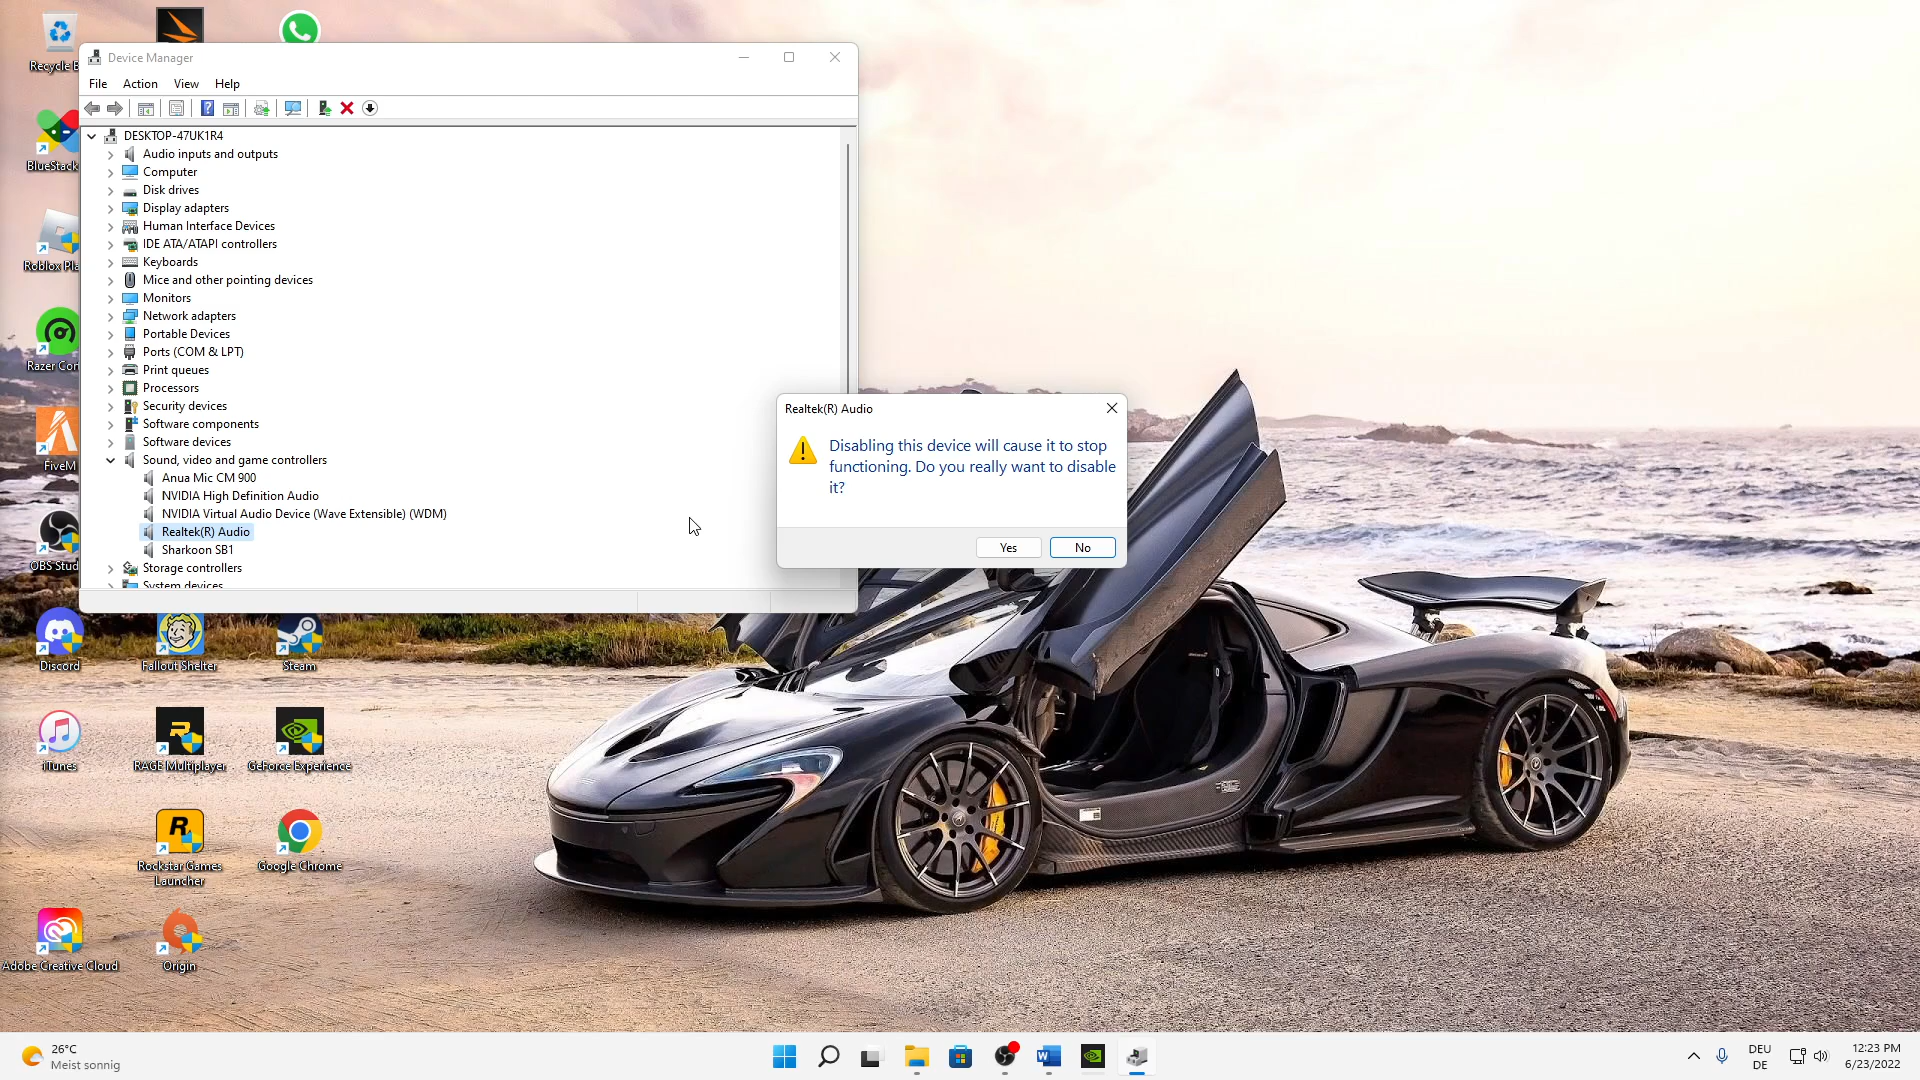 Recycle B
Device Manager
File Action View Help
DESKTOP-47UK1R4
Audio inputs and outputs
Computer
Disk drives
Display adapters
Human Interface Devices
IDE ATA/ATAPI controllers
Keyboards
Mice and other pointing devices
Monitors
Network adapters
Portable Devices
Ports (COM & LPT)
Print queues
Processors
Security devices
Software components
Software devices
Sound, video and game controllers
Anua Mic CM 900
NVIDIA High Definition Audio
NVIDIA Virtual Audio Device (Wave Extensible) (WDM)
Realtek(R) Audio
Sharkoon SB1
Storage controllers
System devices
Realtek(R) Audio
Disabling this device will cause it to stop
functioning. Do you really want to disable
it?
Yes No
BlueStack
Roblox Pla
Razer Cor
FiveM
OBS Stud
Discord
Fallout Shelter
Steam
iTunes
RAGE Multiplayer
GeForce Experience
Rockstar Games
Launcher
Google Chrome
Adobe Creative Cloud
Origin
26°C
Meist sonnig
DEU
DE
12:23 PM
6/23/2022